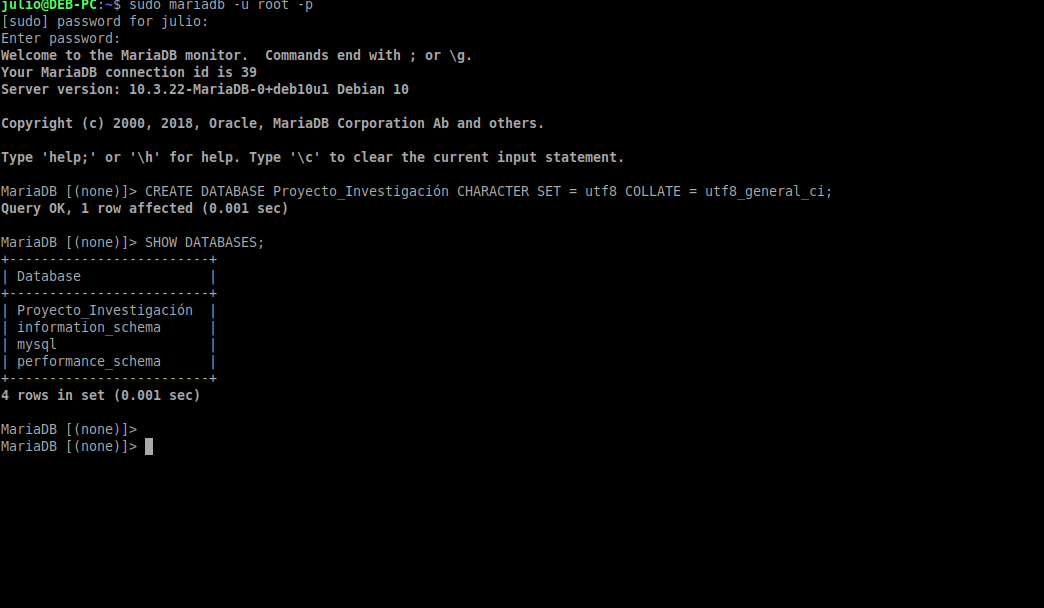 julio@DEB-PC:~$ sudo mariadb -u root -p
[sudo] password for julio:
Enter password:
Welcome to the MariaDB monitor.  Commands end with ; or \g.
Your MariaDB connection id is 39
Server version: 10.3.22-MariaDB-0+deb10u1 Debian 10

Copyright (c) 2000, 2018, Oracle, MariaDB Corporation Ab and others.

Type 'help;' or '\h' for help. Type '\c' to clear the current input statement.

MariaDB [(none)]> CREATE DATABASE Proyecto_Investigación CHARACTER SET = utf8 COLLATE = utf8_general_ci;
Query OK, 1 row affected (0.001 sec)

MariaDB [(none)]> SHOW DATABASES;
+-------------------------+
| Database                |
+-------------------------+
| Proyecto_Investigación  |
| information_schema      |
| mysql                   |
| performance_schema      |
+-------------------------+
4 rows in set (0.001 sec)

MariaDB [(none)]>
MariaDB [(none)]>